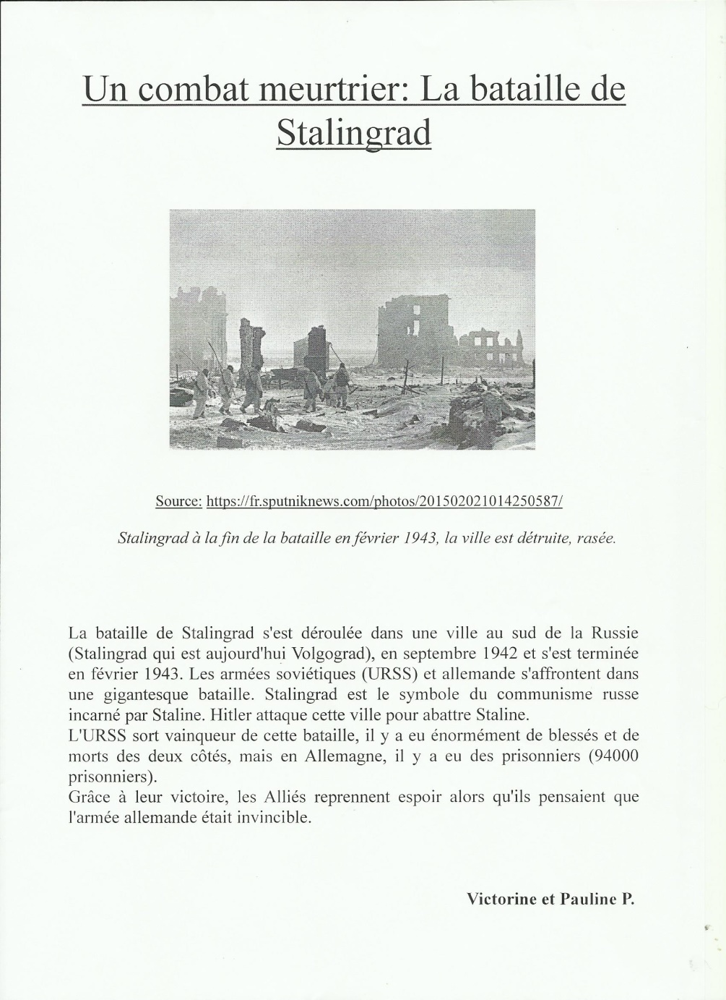 Un combat meurtrier: La bataille de
Stalingrad
Source: https://fr.sputniknews.com/photos/201502021014250587/
Stalingrad à la fin de la bataille en février 1943, la ville est détruite, rasée.
La bataille de Stalingrad s'est déroulée dans une ville au sud de la Russie
(Stalingrad qui est aujourd'hui Volgograd), en septembre 1942 et s'est terminée
en février 1943. Les armées soviétiques (URSS) et allemande s'affrontent dans
une gigantesque bataille. Stalingrad est le symbole du communisme russe
incarné par Staline. Hitler attaque cette ville pour abattre Staline.
L'URSS sort vainqueur de cette bataille, il y a eu énormément de blessés et de
morts des deux côtés, mais en Allemagne, il y a eu des prisonniers (94000
prisonniers).
Grâce à leur victoire, les Alliés reprennent espoir alors qu'ils pensaient que
l'armée allemande était invincible.
Victorine et Pauline P.